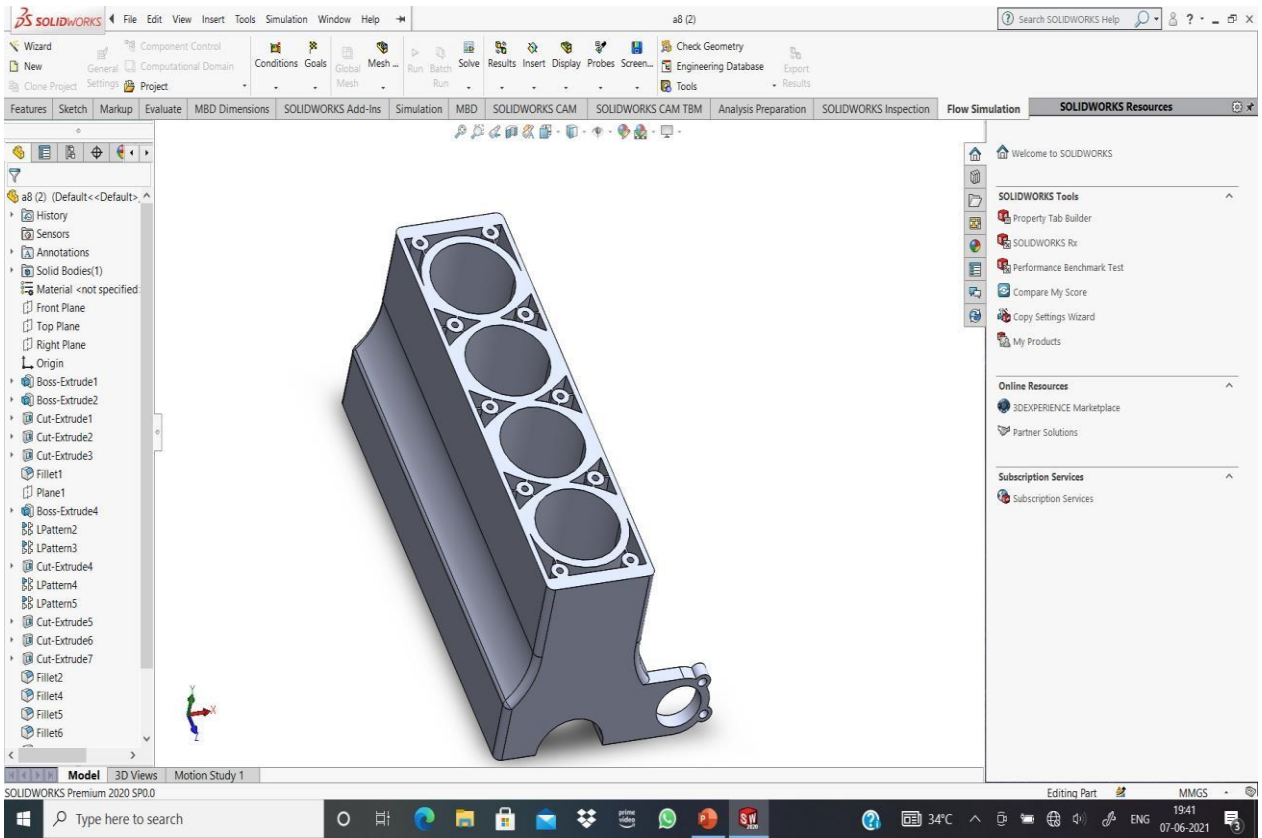 SOLIDWORKS File Edit View Insert Tools Simulation Window Help a8 (2) Search SOLIDWORKS Help ?
Wizard
New
Clone Project
General Settings
Component Control
Computational Domain
Project
Conditions Goals Global Mesh Mesh ... Run Batch Run Solve Results Insert Display Probes Screen...
Check Geometry
Engineering Database
Tools
Export Results
Features Sketch Markup Evaluate MBD Dimensions SOLIDWORKS Add-Ins Simulation MBD SOLIDWORKS CAM SOLIDWORKS CAM TBM Analysis Preparation SOLIDWORKS Inspection Flow Simulation
a8 (2) (Default<<Default>
History
Sensors
Annotations
Solid Bodies(1)
Material <not specified
Front Plane
Top Plane
Right Plane
Origin
Boss-Extrude1
Boss-Extrude2
Cut-Extrude1
Cut-Extrude2
Cut-Extrude3
Fillet1
Plane1
Boss-Extrude4
LPattern2
LPattern3
Cut-Extrude4
LPattern4
LPattern5
Cut-Extrude5
Cut-Extrude6
Cut-Extrude7
Fillet2
Fillet4
Fillet5
Fillet6
Y
X
Z
SOLIDWORKS Resources
Welcome to SOLIDWORKS
SOLIDWORKS Tools
Property Tab Builder
SOLIDWORKS Rx
Performance Benchmark Test
Compare My Score
Copy Settings Wizard
My Products
Online Resources
3DEXPERIENCE Marketplace
Partner Solutions
Subscription Services
Subscription Services
Model 3D Views Motion Study 1
SOLIDWORKS Premium 2020 SP0.0 Editing Part MMGS
Type here to search
prime video
SW 2020
34°C ENG
19:41
07-06-2021
3